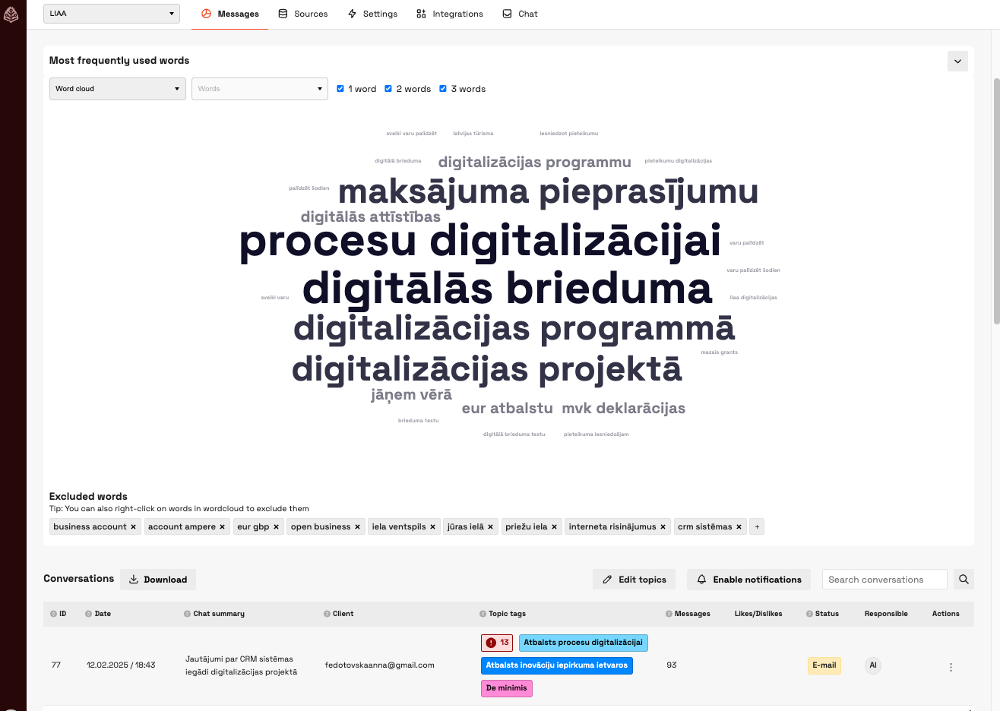 LIAA
Messages
Sources
Settings
Integrations
Chat
Most frequently used words
Word cloud
Words
1 word
2 words
3 words
sveiki varu palīdzēt
latvijas tūrisma
iesniedzot pieteikumu
digitālā brieduma
digitalizācijas programmu
pieteikumu digitalizācijas
palīdzēt šodien
maksājuma pieprasījumu
digitālās attīstības
procesu digitalizācijai
varu palīdzēt
varu palīdzēt šodien
digitālās brieduma
sveiki varu
liaa digitalizācijas
digitalizācijas programmā
mazais grants
digitalizācijas projektā
jāņem vērā
eur atbalstu
mvk deklarācijas
brieduma testu
digitālā brieduma testu
pieteikuma iesniedzējam
Excluded words
Tip: You can also right-click on words in wordcloud to exclude them
business account ×
account ampere ×
eur gbp ×
open business ×
iela ventspils ×
jūras ielā ×
priežu iela ×
interneta risinājumus ×
crm sistēmas ×
+
Conversations
Download
Edit topics
Enable notifications
Search conversations
ID
Date
Chat summary
Client
Topic tags
Messages
Likes/Dislikes
Status
Responsible
Actions
77
12.02.2025 / 18:43
Jautājumi par CRM sistēmas
iegādi digitalizācijas projektā
fedotovskaanna@gmail.com
13
Atbalsts procesu digitalizācijai
Atbalsts inovāciju iepirkuma ietvaros
De minimis
93
E-mail
AI